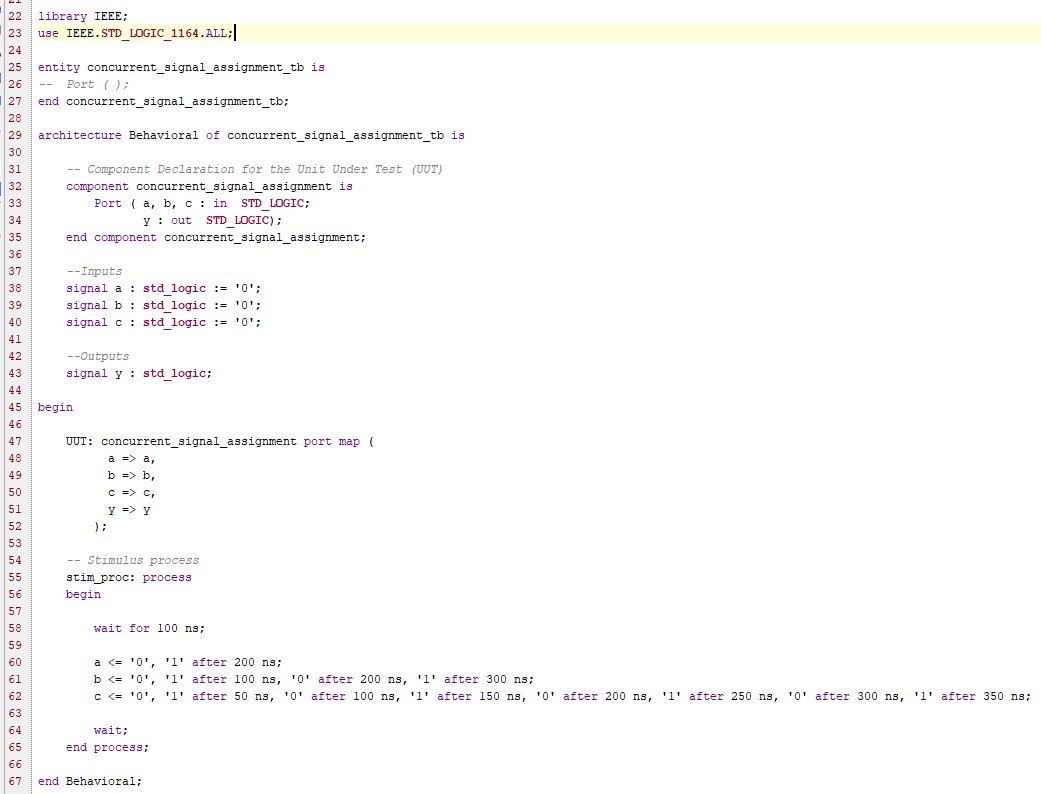 21
22 library IEEE;
23 use IEEE.STD_LOGIC_1164.ALL;
24
25 entity concurrent_signal_assignment_tb is
26 --  Port ( );
27 end concurrent_signal_assignment_tb;
28
29 architecture Behavioral of concurrent_signal_assignment_tb is
30
31     -- Component Declaration for the Unit Under Test (UUT)
32     component concurrent_signal_assignment is
33         Port ( a, b, c : in  STD_LOGIC;
34                y : out  STD_LOGIC);
35     end component concurrent_signal_assignment;
36
37     --Inputs
38     signal a : std_logic := '0';
39     signal b : std_logic := '0';
40     signal c : std_logic := '0';
41
42     --Outputs
43     signal y : std_logic;
44
45 begin
46
47     UUT: concurrent_signal_assignment port map (
48           a => a,
49           b => b,
50           c => c,
51           y => y
52         );
53
54     -- Stimulus process
55     stim_proc: process
56     begin
57
58         wait for 100 ns;
59
60         a <= '0', '1' after 200 ns;
61         b <= '0', '1' after 100 ns, '0' after 200 ns, '1' after 300 ns;
62         c <= '0', '1' after 50 ns, '0' after 100 ns, '1' after 150 ns, '0' after 200 ns, '1' after 250 ns, '0' after 300 ns, '1' after 350 ns;
63
64         wait;
65     end process;
66
67 end Behavioral;